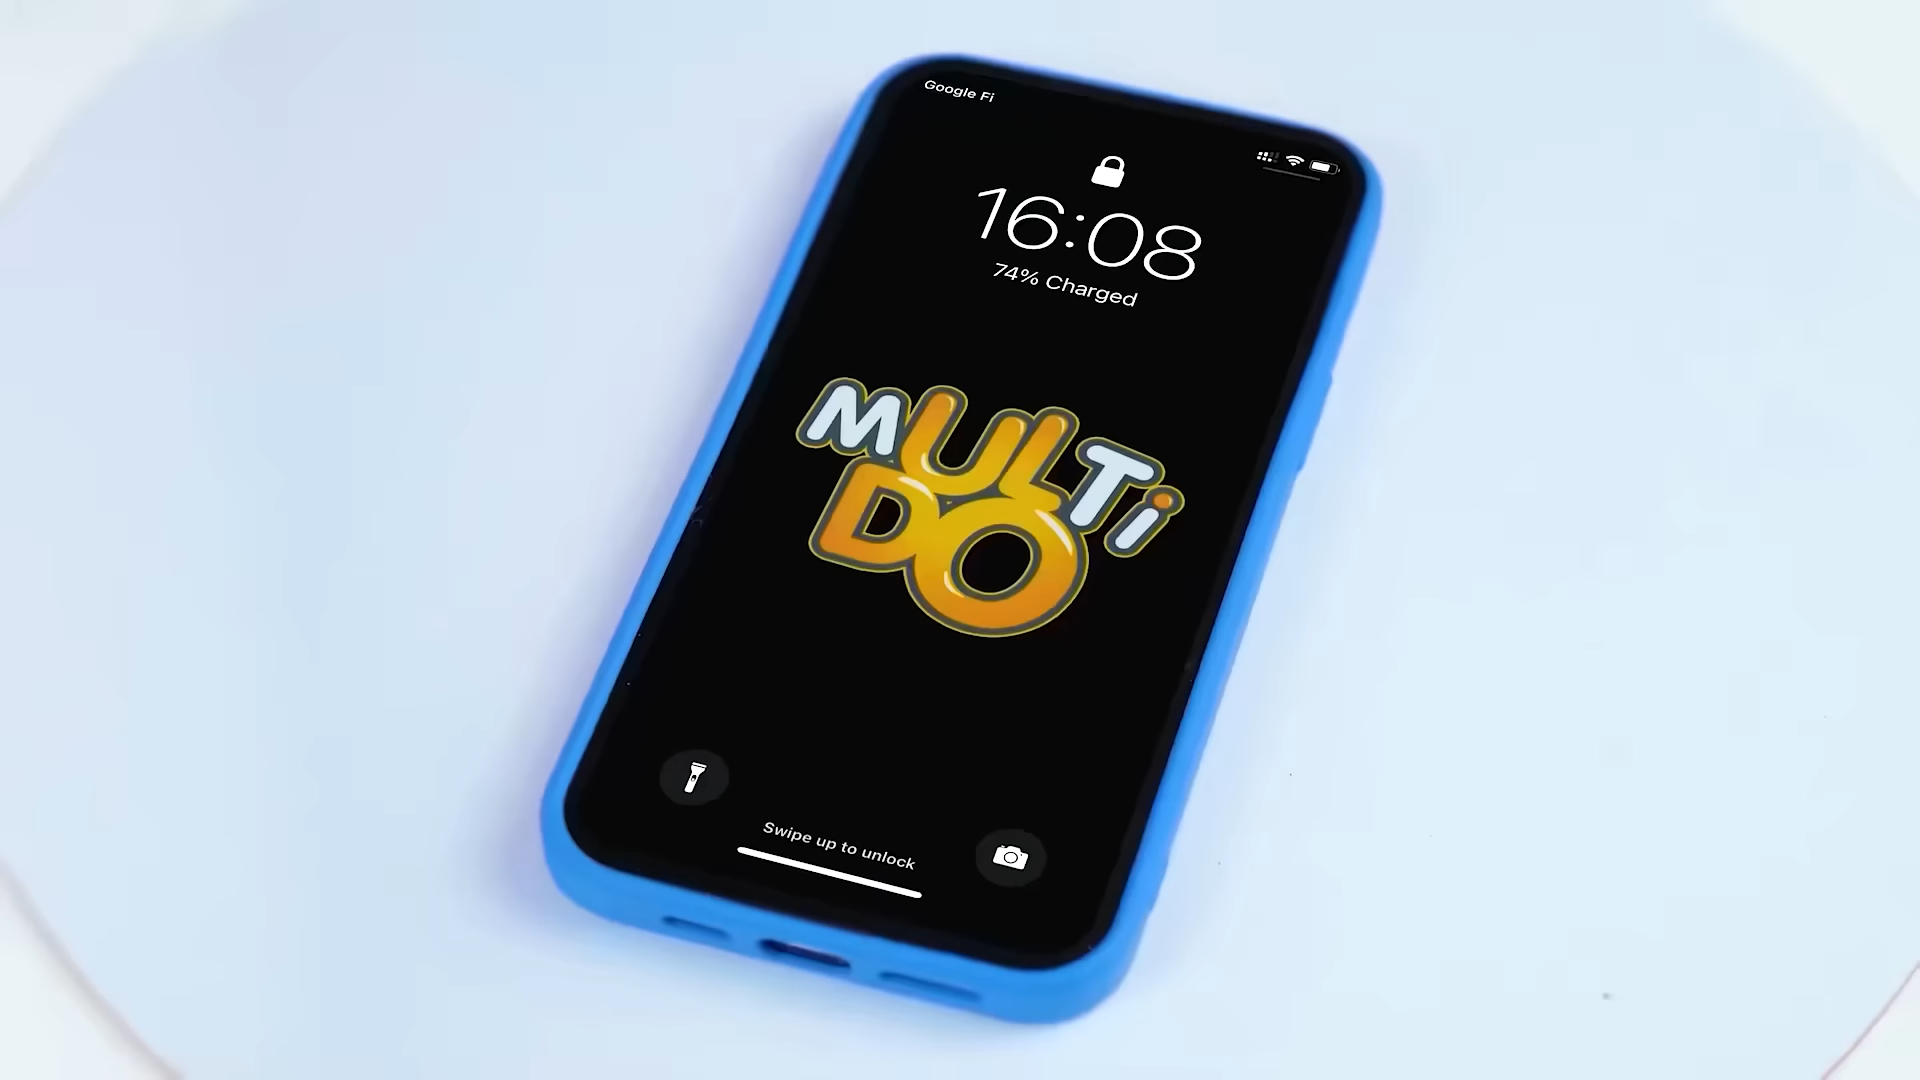 Google Fi
16:08
74% Charged
MULTi
DO
Swipe up to unlock